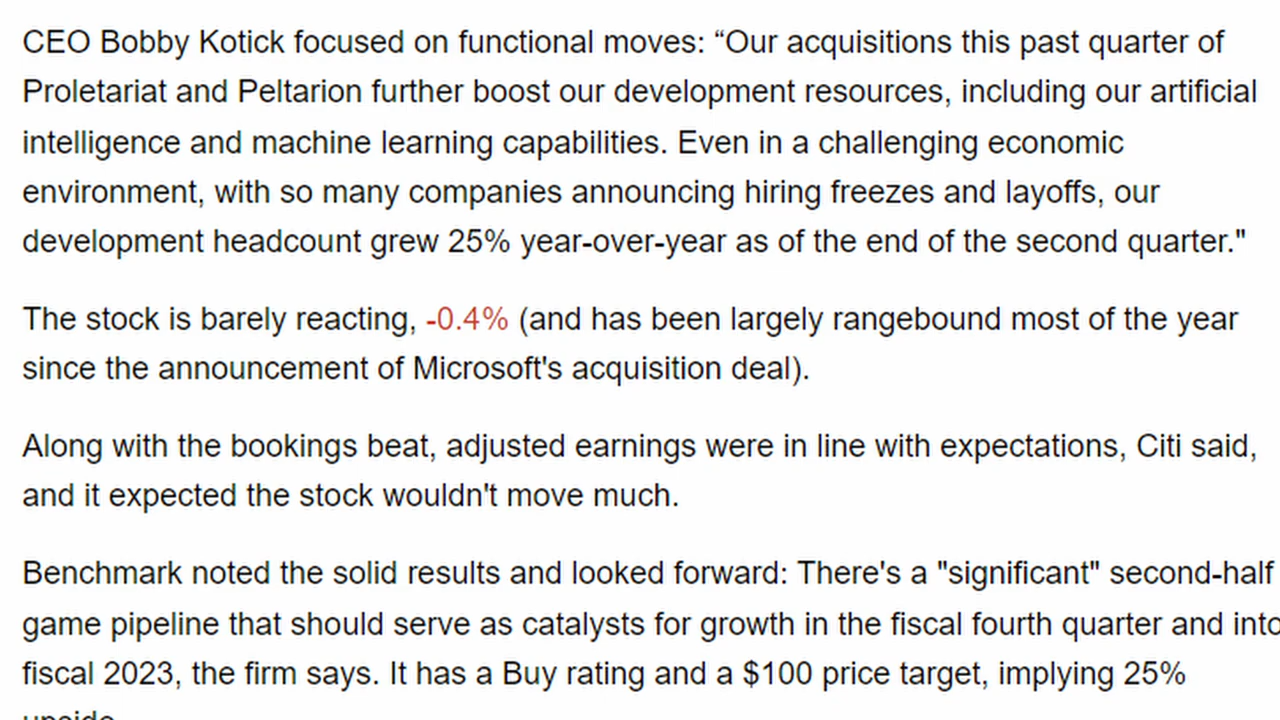 CEO Bobby Kotick focused on functional moves: “Our acquisitions this past quarter of
Proletariat and Peltarion further boost our development resources, including our artificial
intelligence and machine learning capabilities. Even in a challenging economic
environment, with so many companies announcing hiring freezes and layoffs, our
development headcount grew 25% year-over-year as of the end of the second quarter."
The stock is barely reacting, -0.4% (and has been largely rangebound most of the year
since the announcement of Microsoft's acquisition deal).
Along with the bookings beat, adjusted earnings were in line with expectations, Citi said,
and it expected the stock wouldn't move much.
Benchmark noted the solid results and looked forward: There's a "significant" second-half
game pipeline that should serve as catalysts for growth in the fiscal fourth quarter and into
fiscal 2023, the firm says. It has a Buy rating and a $100 price target, implying 25%
upside.